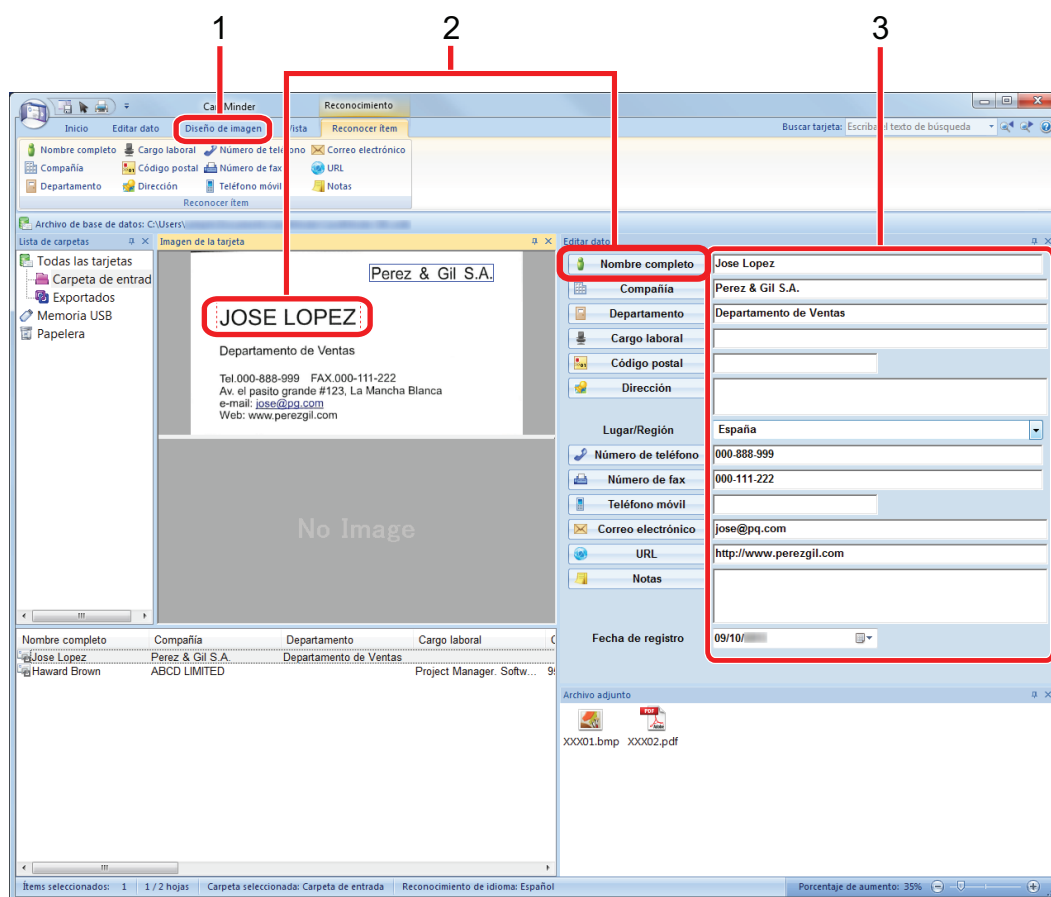 1 2 3
CardMinder Reconocimiento
Inicio Editar dato Diseño de imagen Vista Reconocer ítem Buscar tarjeta: Escriba el texto de búsqueda
Nombre completo Cargo laboral Número de teléfono Correo electrónico
Compañía Código postal Número de fax URL
Departamento Dirección Teléfono móvil Notas
Reconocer ítem
Archivo de base de datos: C:\Users\
Lista de carpetas
Todas las tarjetas
Carpeta de entrad
Exportados
Memoria USB
Papelera
Imagen de la tarjeta
Perez & Gil S.A.
JOSE LOPEZ
Departamento de Ventas
Tel.000-888-999 FAX.000-111-222
Av. el pasito grande #123, La Mancha Blanca
e-mail: jose@pg.com
Web: www.perezgil.com
No Image
Editar dato
Nombre completo Jose Lopez
Compañía Perez & Gil S.A.
Departamento Departamento de Ventas
Cargo laboral
Código postal
Dirección
Lugar/Región España
Número de teléfono 000-888-999
Número de fax 000-111-222
Teléfono móvil
Correo electrónico jose@pq.com
URL http://www.perezgil.com
Notas
Fecha de registro 09/10/
Nombre completo Compañía Departamento Cargo laboral C
Jose Lopez Perez & Gil S.A. Departamento de Ventas
Haward Brown ABCD LIMITED Project Manager. Softw... 9
Archivo adjunto
PDF
XXX01.bmp XXX02.pdf
Ítems seleccionados: 1 1 / 2 hojas Carpeta seleccionada: Carpeta de entrada Reconocimiento de idioma: Español Porcentaje de aumento: 35%